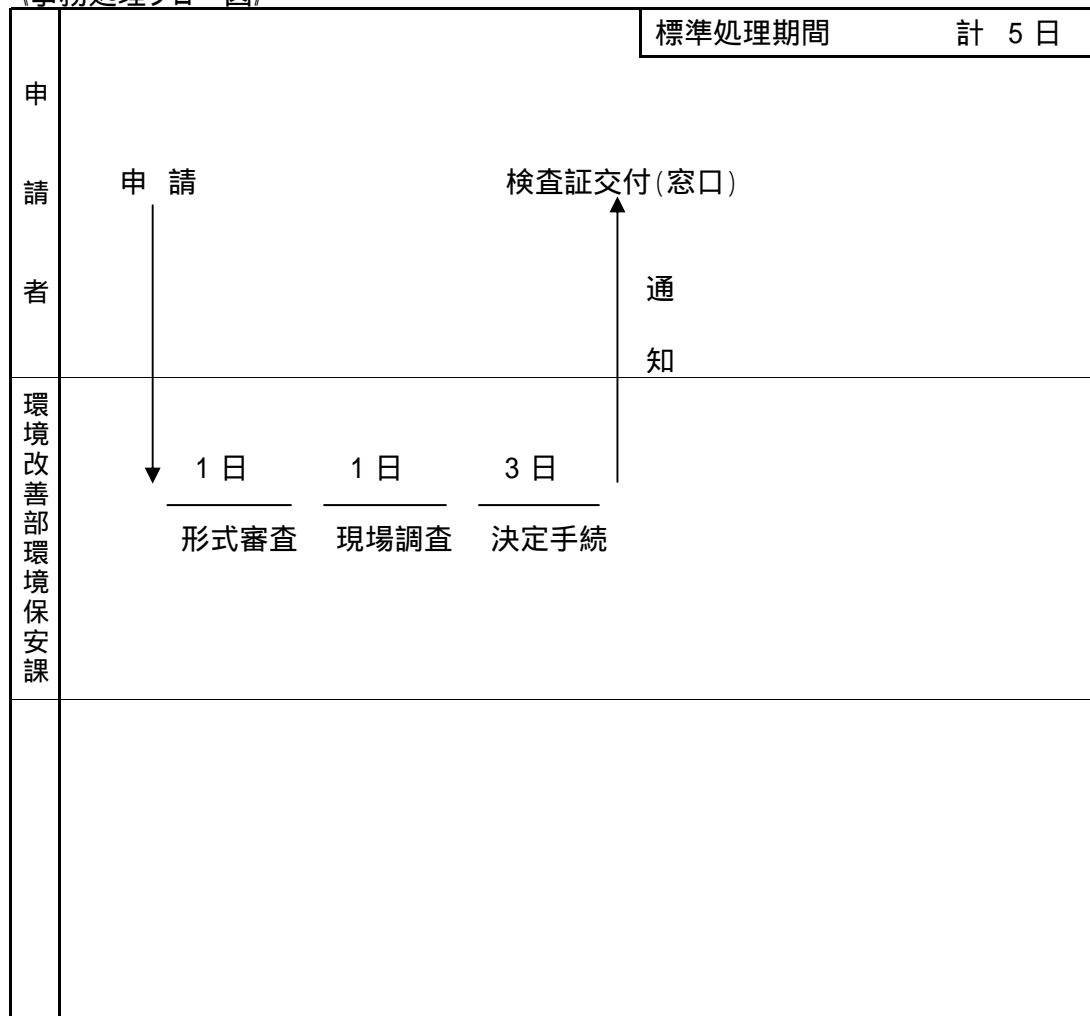 標準処理期間 計 5日
申請者
申 請
検査証交付(窓口)
通知
環境改善部環境保安課
1日 1日 3日
形式審査 現場調査 決定手続